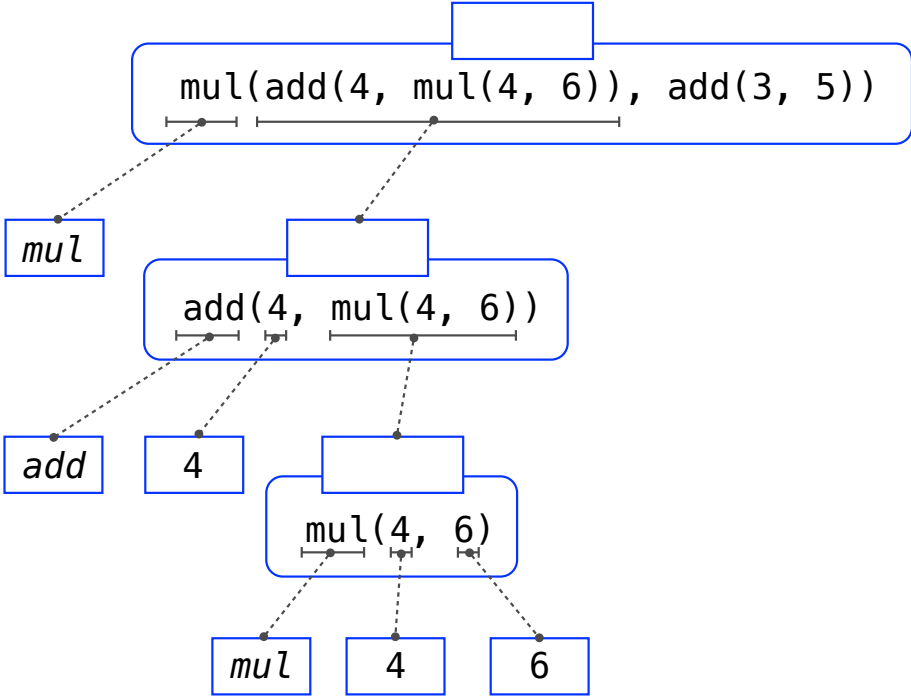 mul(add(4, mul(4, 6)), add(3, 5))
mul
add(4, mul(4, 6))
add
4
mul(4, 6)
mul
4
6